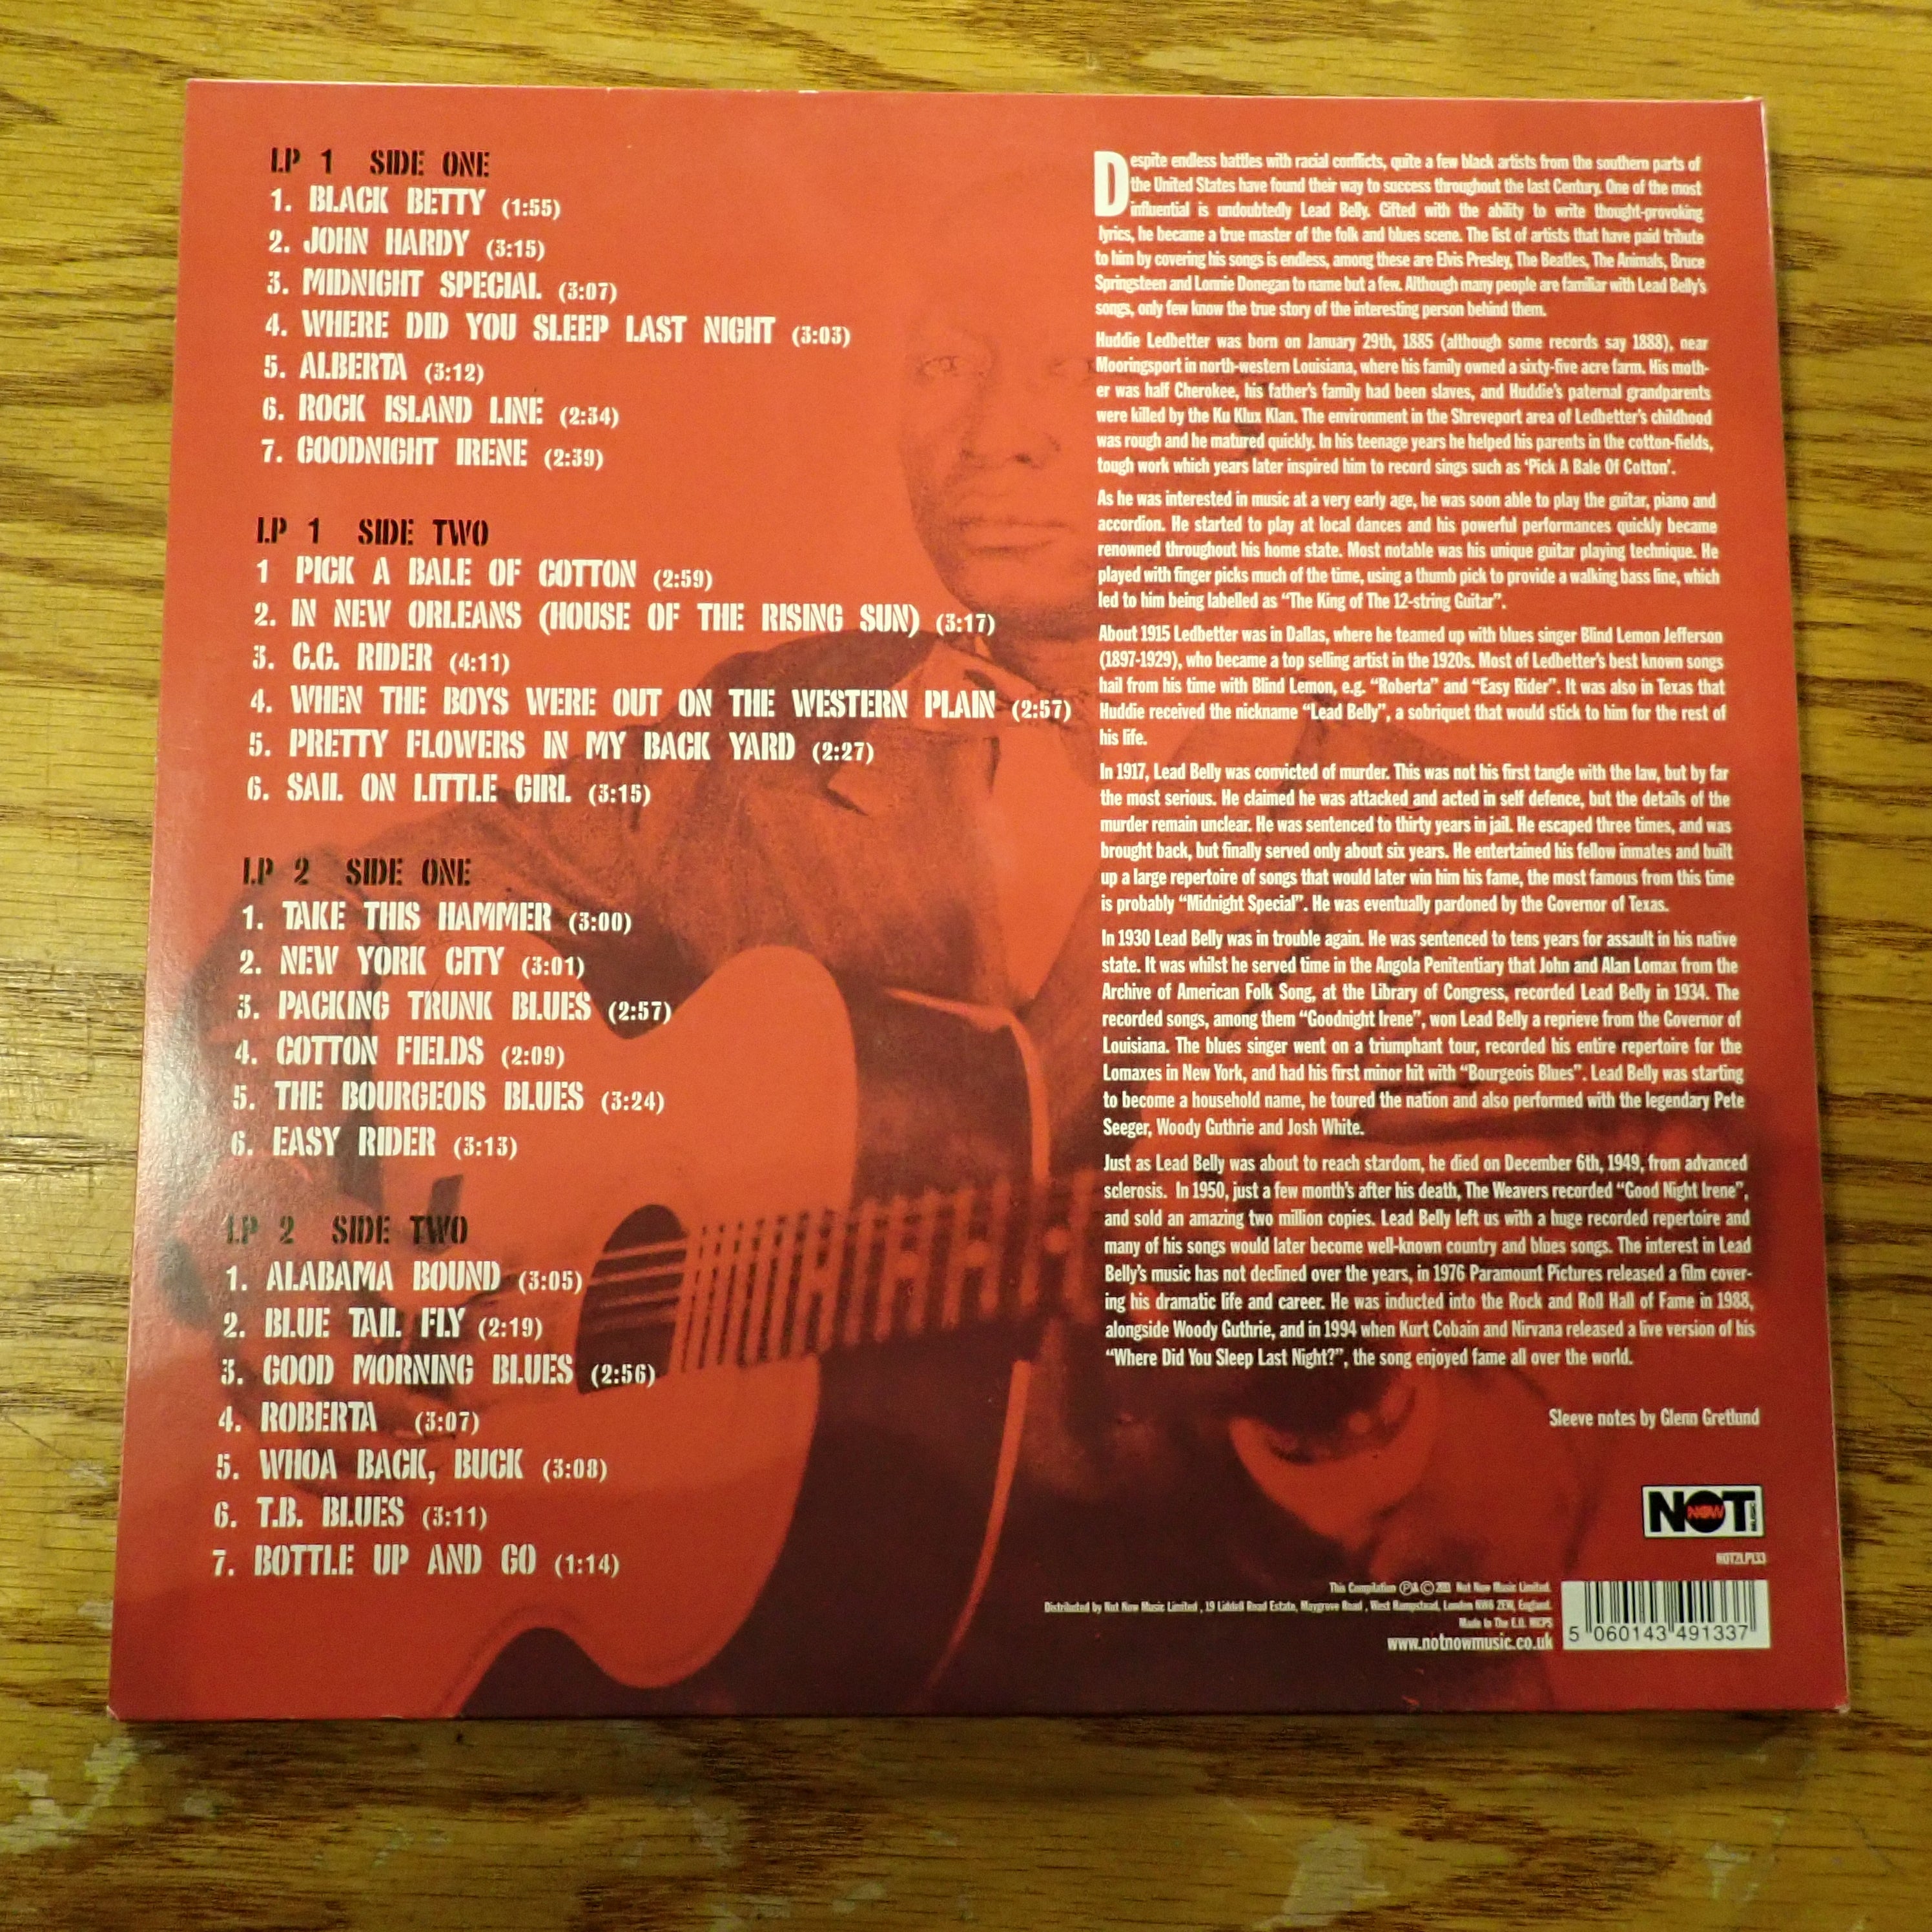 LP 1 SIDE ONE
1. BLACK BETTY (1:55)
2. JOHN HARDY (3:15)
3. MIDNIGHT SPECIAL (3:07)
4. WHERE DID YOU SLEEP LAST NIGHT (3:03)
5. ALBERTA (3:12)
6. ROCK ISLAND LINE (2:34)
7. GOODNIGHT IRENE (2:39)
LP 1 SIDE TWO
1 PICK A BALE OF COTTON (2:59)
2. IN NEW ORLEANS (HOUSE OF THE RISING SUN) (3:17)
3. C.C. RIDER (4:11)
4. WHEN THE BOYS WERE OUT ON THE WESTERN PLAIN (2:57)
5. PRETTY FLOWERS IN MY BACK YARD (2:27)
6. SAIL ON LITTLE GIRL (3:15)
LP 2 SIDE ONE
1. TAKE THIS HAMMER (3:00)
2. NEW YORK CITY (3:01)
3. PACKING TRUNK BLUES (2:57)
4. COTTON FIELDS (2:09)
5. THE BOURGEOIS BLUES (3:24)
6. EASY RIDER (3:13)
LP 2 SIDE TWO
1. ALABAMA BOUND (3:05)
2. BLUE TAIL FLY (2:19)
3. GOOD MORNING BLUES (2:56)
4. ROBERTA (3:07)
5. WHOA BACK, BUCK (3:08)
6. T.B. BLUES (3:11)
7. BOTTLE UP AND GO (1:14)
Despite endless battles with racial conflicts, quite a few black artists from the southern parts of
the United States have found their way to success throughout the last Century. One of the most
influential is undoubtedly Lead Belly. Gifted with the ability to write thought-provoking
lyrics, he became a true master of the folk and blues scene. The list of artists that have paid tribute
to him by covering his songs is endless, among these are Elvis Presley, The Beatles, The Animals, Bruce
Springsteen and Lonnie Donegan to name but a few. Although many people are familiar with Lead Belly's
songs, only few know the true story of the interesting person behind them.
Huddie Ledbetter was born on January 29th, 1885 (although some records say 1888), near
Mooringsport in north-western Louisiana, where his family owned a sixty-five acre farm. His moth-
er was half Cherokee, his father's family had been slaves, and Huddie's paternal grandparents
were killed by the Ku Klux Klan. The environment in the Shreveport area of Ledbetter's childhood
was rough and he matured quickly. In his teenage years he helped his parents in the cotton-fields,
tough work which years later inspired him to record sings such as 'Pick A Bale Of Cotton'.
As he was interested in music at a very early age, he was soon able to play the guitar, piano and
accordion. He started to play at local dances and his powerful performances quickly became
renowned throughout his home state. Most notable was his unique guitar playing technique. He
played with finger picks much of the time, using a thumb pick to provide a walking bass line, which
led to him being labelled as "The King of The 12-string Guitar".
About 1915 Ledbetter was in Dallas, where he teamed up with blues singer Blind Lemon Jefferson
(1897-1929), who became a top selling artist in the 1920s. Most of Ledbetter's best known songs
hail from his time with Blind Lemon, e.g. "Roberta" and "Easy Rider". It was also in Texas that
Huddie received the nickname "Lead Belly", a sobriquet that would stick to him for the rest of
his life.
In 1917, Lead Belly was convicted of murder. This was not his first tangle with the law, but by far
the most serious. He claimed he was attacked and acted in self defence, but the details of the
murder remain unclear. He was sentenced to thirty years in jail. He escaped three times, and was
brought back, but finally served only about six years. He entertained his fellow inmates and built
up a large repertoire of songs that would later win him his fame, the most famous from this time
is probably "Midnight Special". He was eventually pardoned by the Governor of Texas.
In 1930 Lead Belly was in trouble again. He was sentenced to tens years for assault in his native
state. It was whilst he served time in the Angola Penitentiary that John and Alan Lomax from the
Archive of American Folk Song, at the Library of Congress, recorded Lead Belly in 1934. The
recorded songs, among them "Goodnight Irene", won Lead Belly a reprieve from the Governor of
Louisiana. The blues singer went on a triumphant tour, recorded his entire repertoire for the
Lomaxes in New York, and had his first minor hit with "Bourgeois Blues". Lead Belly was starting
to become a household name, he toured the nation and also performed with the legendary Pete
Seeger, Woody Guthrie and Josh White.
Just as Lead Belly was about to reach stardom, he died on December 6th, 1949, from advanced
sclerosis. In 1950, just a few month's after his death, The Weavers recorded "Good Night Irene",
and sold an amazing two million copies. Lead Belly left us with a huge recorded repertoire and
many of his songs would later become well-known country and blues songs. The interest in Lead
Belly's music has not declined over the years, in 1976 Paramount Pictures released a film cover-
ing his dramatic life and career. He was inducted into the Rock and Roll Hall of Fame in 1988,
alongside Woody Guthrie, and in 1994 when Kurt Cobain and Nirvana released a live version of his
"Where Did You Sleep Last Night?", the song enjoyed fame all over the world.
Sleeve notes by Glenn Gretlund
NOT NOW MUSIC
NOT2LP133
This Compilation Ⓟ & © Not Now Music Limited.
Distributed by Not Now Music Limited , 19 Liddell Road Estate, Maygrove Road , West Hampstead, London NW6 2EW, England.
Made In The E.U. MCPS
www.notnowmusic.co.uk
5 060143 491337